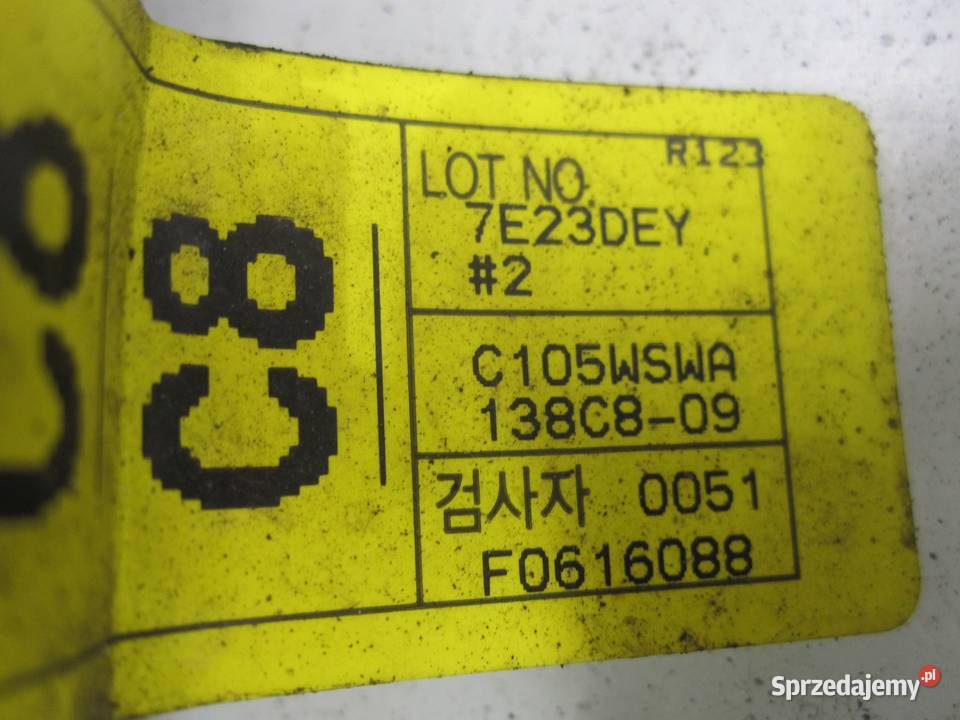 C8
R123
LOT NO.
7E23DEY
#2
C105WSWA
138C8-09
검사자 0051
F0616088
Sprzedajemy.pl